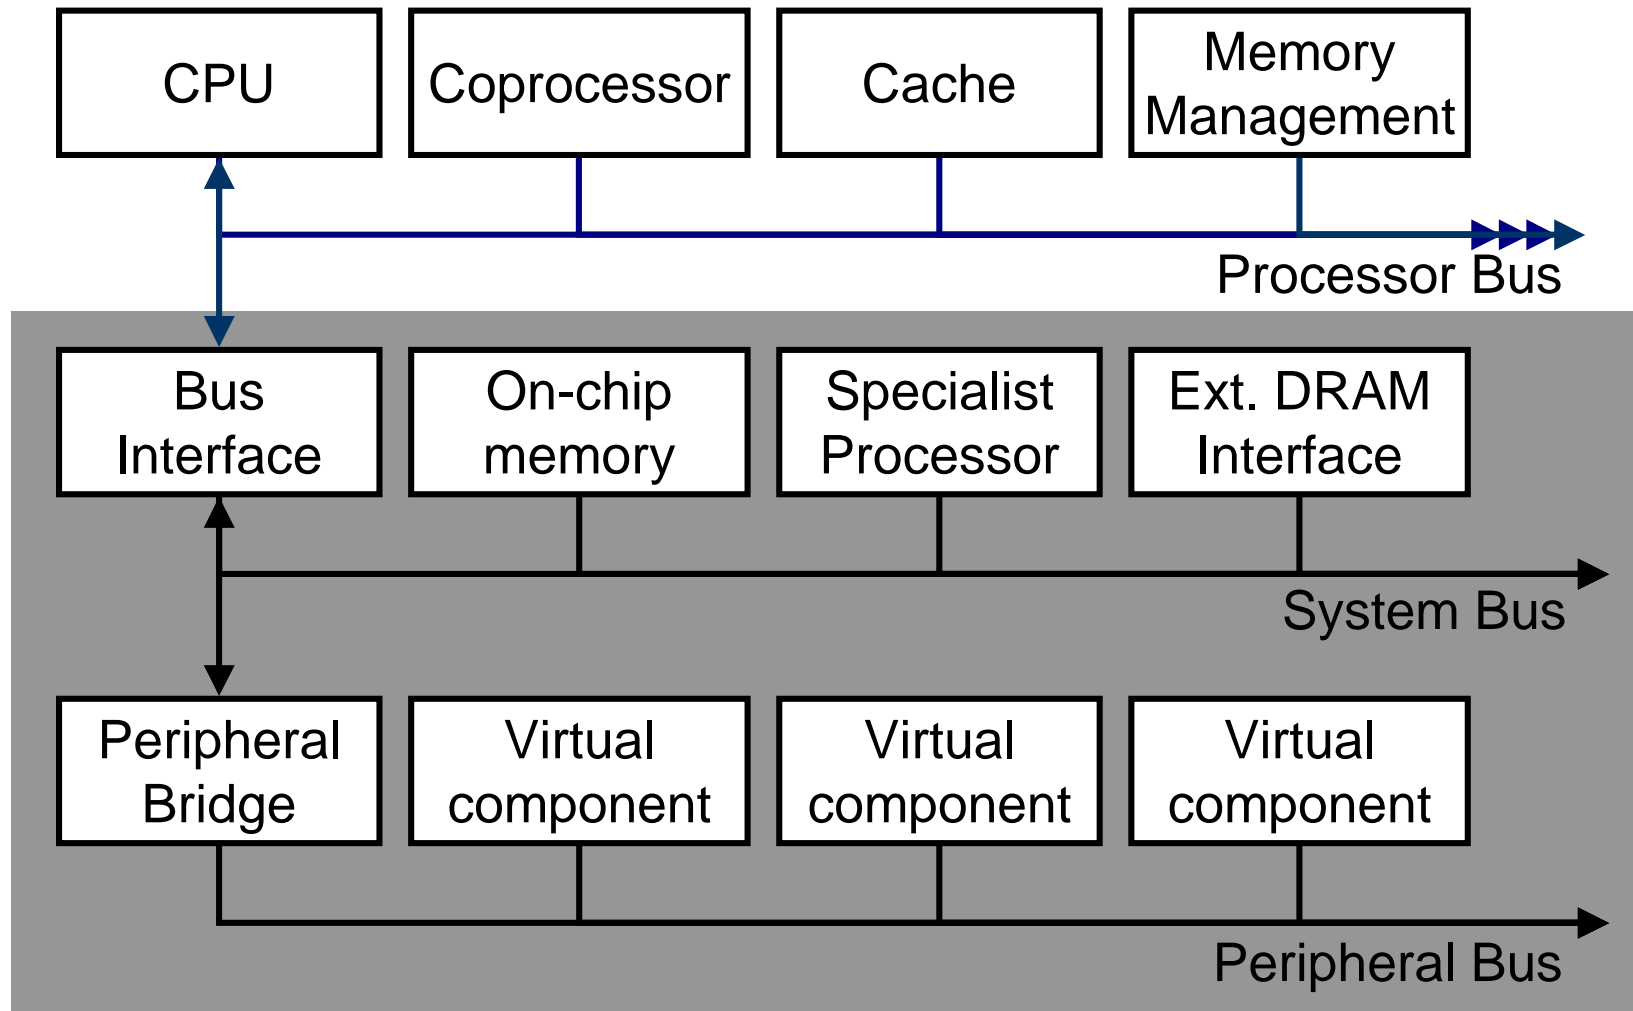 CPU
Coprocessor
Cache
Memory
Management
Processor Bus
Bus
Interface
On-chip
memory
Specialist
Processor
Ext. DRAM
Interface
System Bus
Peripheral
Bridge
Virtual
component
Virtual
component
Virtual
component
Peripheral Bus